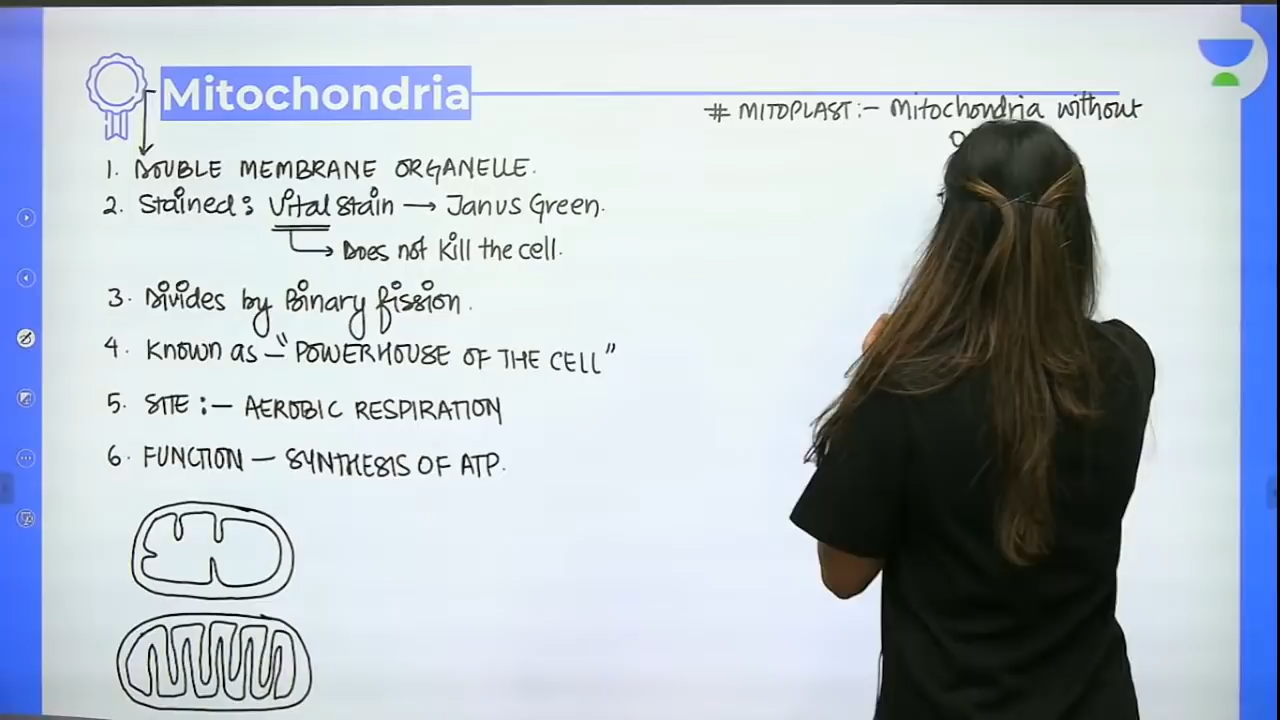 Mitochondria
# MITOPLAST :- Mitochondria without
1. DOUBLE MEMBRANE ORGANELLE.
2. Stained : Vital Stain → Janus Green.
→ Does not Kill the cell.
3. Divides by Binary fission.
4. Known as - "POWERHOUSE OF THE CELL"
5. SITE :- AEROBIC RESPIRATION
6. FUNCTION - SYNTHESIS OF ATP.